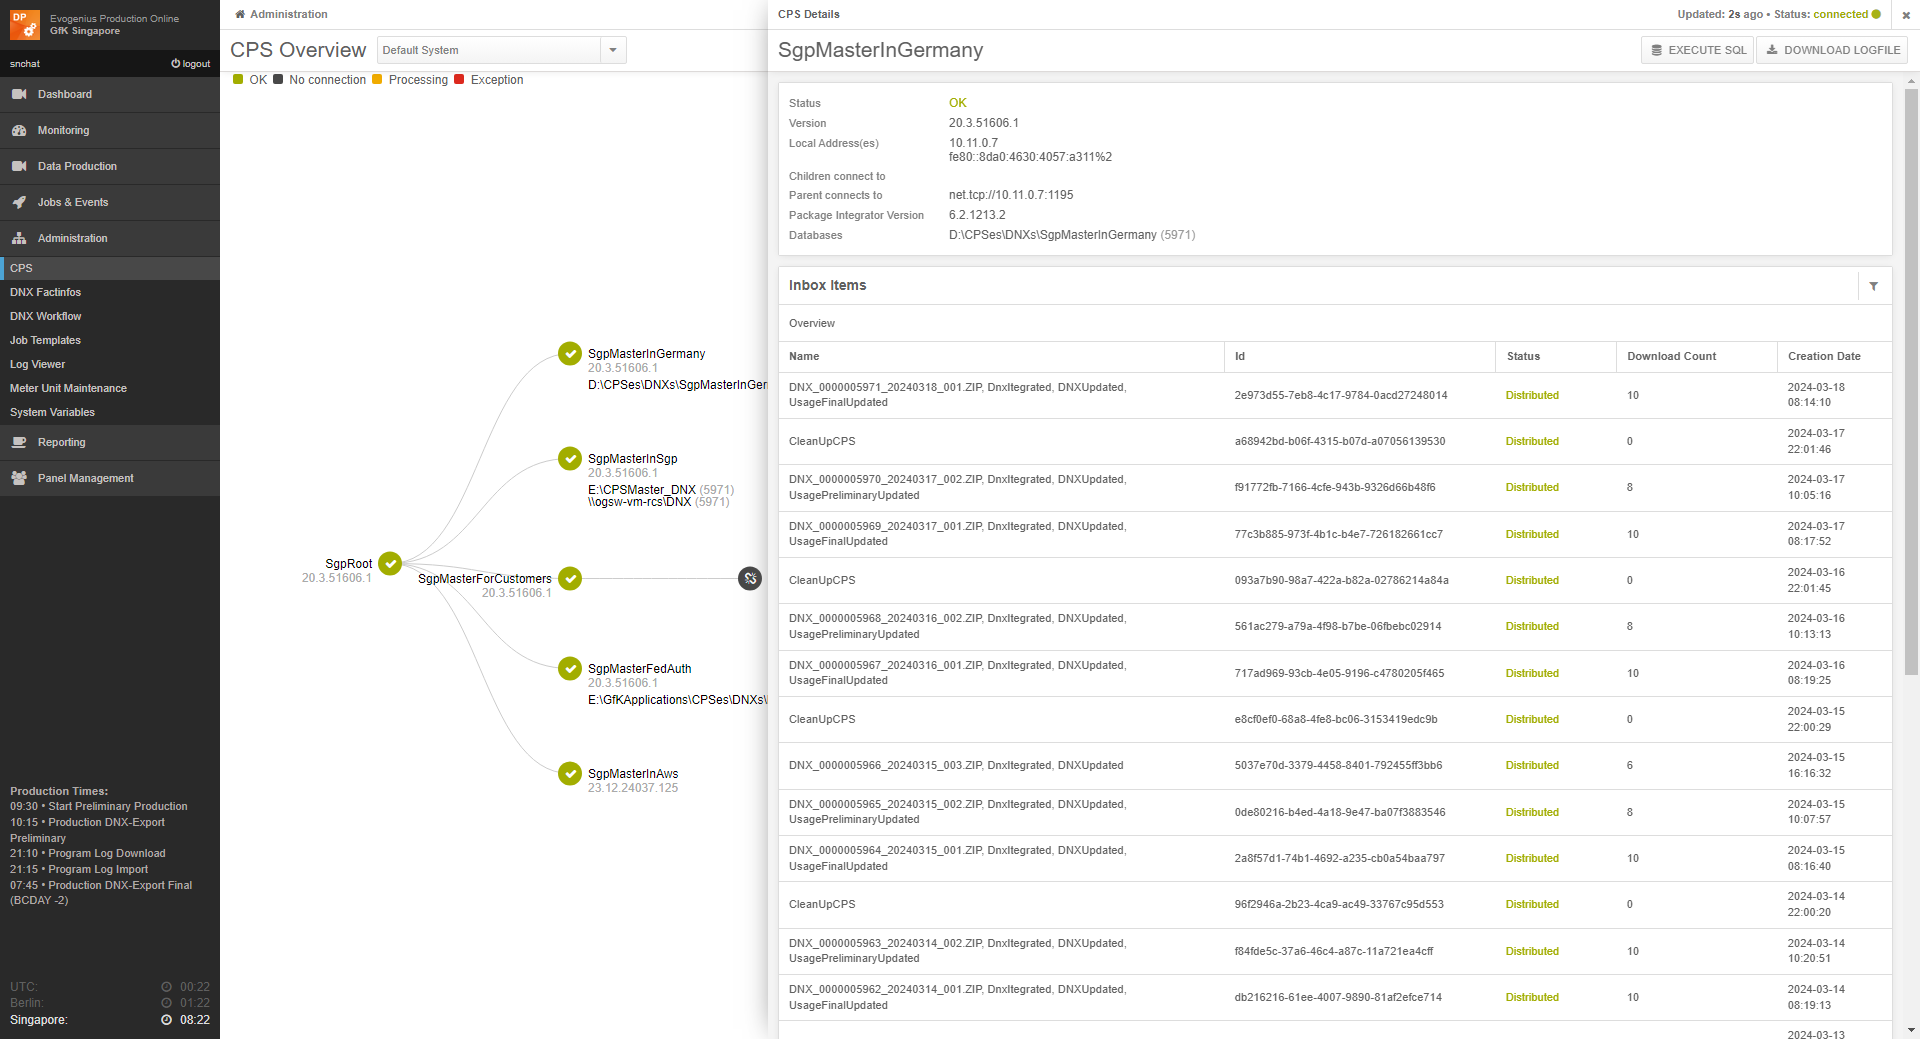 DP
Evogenius Production Online
GfK Singapore
snchat
logout
Dashboard
Monitoring
Data Production
Jobs & Events
Administration
CPS
DNX Factinfos
DNX Workflow
Job Templates
Log Viewer
Meter Unit Maintenance
System Variables
Reporting
Panel Management
Production Times:
09:30 • Start Preliminary Production
10:15 • Production DNX-Export
Preliminary
21:10 • Program Log Download
21:15 • Program Log Import
07:45 • Production DNX-Export Final
(BCDAY -2)
UTC: 00:22
Berlin: 01:22
Singapore: 08:22
Administration
CPS Overview
Default System
OK No connection Processing Exception
SgpMasterInGermany
20.3.51606.1
D:\CPSes\DNXs\SgpMasterInGer
SgpMasterInSgp
20.3.51606.1
E:\CPSMaster_DNX (5971)
\\ogsw-vm-rcs\DNX (5971)
SgpRoot
20.3.51606.1
SgpMasterForCustomers
20.3.51606.1
SgpMasterFedAuth
20.3.51606.1
E:\GfKApplications\CPSes\DNXs\
SgpMasterInAws
23.12.24037.125
CPS Details
Updated: 2s ago • Status: connected
SgpMasterInGermany
EXECUTE SQL
DOWNLOAD LOGFILE
Status OK
Version 20.3.51606.1
Local Address(es) 10.11.0.7
fe80::8da0:4630:4057:a311%2
Children connect to
Parent connects to net.tcp://10.11.0.7:1195
Package Integrator Version 6.2.1213.2
Databases D:\CPSes\DNXs\SgpMasterInGermany (5971)
Inbox Items
Overview
Name Id Status Download Count Creation Date
DNX_0000005971_20240318_001.ZIP, DnxItegrated, DNXUpdated,
UsageFinalUpdated
2e973d55-7eb8-4c17-9784-0acd27248014 Distributed 10
2024-03-18
08:14:10
CleanUpCPS a68942bd-b06f-4315-b07d-a07056139530 Distributed 0
2024-03-17
22:01:46
DNX_0000005970_20240317_002.ZIP, DnxItegrated, DNXUpdated,
UsagePreliminaryUpdated
f91772fb-7166-4cfe-943b-9326d66b48f6 Distributed 8
2024-03-17
10:05:16
DNX_0000005969_20240317_001.ZIP, DnxItegrated, DNXUpdated,
UsageFinalUpdated
77c3b885-973f-4b1c-b4e7-726182661cc7 Distributed 10
2024-03-17
08:17:52
CleanUpCPS 093a7b90-98a7-422a-b82a-02786214a84a Distributed 0
2024-03-16
22:01:45
DNX_0000005968_20240316_002.ZIP, DnxItegrated, DNXUpdated,
UsagePreliminaryUpdated
561ac279-a79a-4f98-b7be-06fbebc02914 Distributed 8
2024-03-16
10:13:13
DNX_0000005967_20240316_001.ZIP, DnxItegrated, DNXUpdated,
UsageFinalUpdated
717ad969-93cb-4e05-9196-c4780205f465 Distributed 10
2024-03-16
08:19:25
CleanUpCPS e8cf0ef0-68a8-4fe8-bc06-3153419edc9b Distributed 0
2024-03-15
22:00:29
DNX_0000005966_20240315_003.ZIP, DnxItegrated, DNXUpdated
5037e70d-3379-4458-8401-792455ff3bb6 Distributed 6
2024-03-15
16:16:32
DNX_0000005965_20240315_002.ZIP, DnxItegrated, DNXUpdated,
UsagePreliminaryUpdated
0de80216-b4ed-4a18-9e47-ba07f3883546 Distributed 8
2024-03-15
10:07:57
DNX_0000005964_20240315_001.ZIP, DnxItegrated, DNXUpdated,
UsageFinalUpdated
2a8f57d1-74b1-4692-a235-cb0a54baa797 Distributed 10
2024-03-15
08:16:40
CleanUpCPS 96f2946a-2b23-4ca9-ac49-33767c95d553 Distributed 0
2024-03-14
22:00:20
DNX_0000005963_20240314_002.ZIP, DnxItegrated, DNXUpdated,
UsagePreliminaryUpdated
f84fde5c-37a6-46c4-a87c-11a721ea4cff Distributed 10
2024-03-14
10:20:51
DNX_0000005962_20240314_001.ZIP, DnxItegrated, DNXUpdated,
UsageFinalUpdated
db216216-61ee-4007-9890-81af2efce714 Distributed 10
2024-03-14
08:19:13
2024-03-13